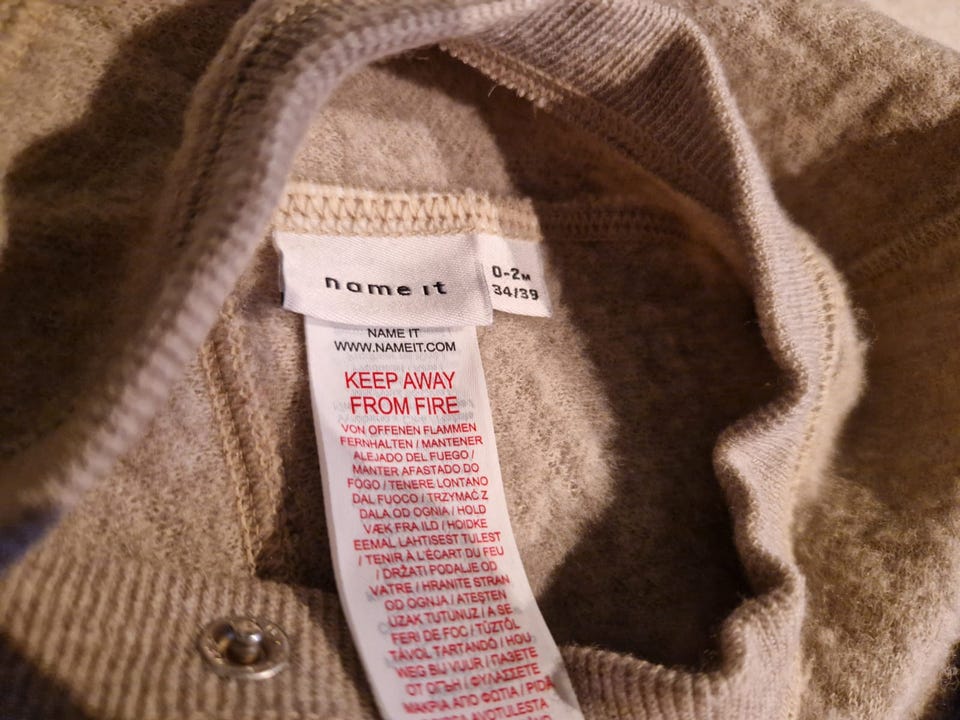 name it
0-2M
34/39
NAME IT
WWW.NAMEIT.COM
KEEP AWAY
FROM FIRE
VON OFFENEN FLAMMEN
FERNHALTEN / MANTENER
ALEJADO DEL FUEGO /
MANTER AFASTADO DO
FOGO / TENERE LONTANO
DAL FUOCO / TRZYMAĆ Z
DALA OD OGNIA / HOLD
VÆK FRA ILD / HOIDKE
EEMAL LAHTISEST TULEST
/ TENIR À L'ÉCART DU FEU
/ DRŽATI PODALJE OD
VATRE / HRANITE STRAN
OD OGNJA / ATEŞTEN
UZAK TUTUNUZ / A SE
FERI DE FOC / TŰZTŐL
TÁVOL TARTANDÓ / HOU
WEG BIJ VUUR / ПАЗЕТЕ
ОТ ОГЪН / ΦΥΛΑΣΣΕΤΕ
ΜΑΚΡΙΑ ΑΠΟ ΦΩΤΙΑ / PIDÄ
AVOTULESTA